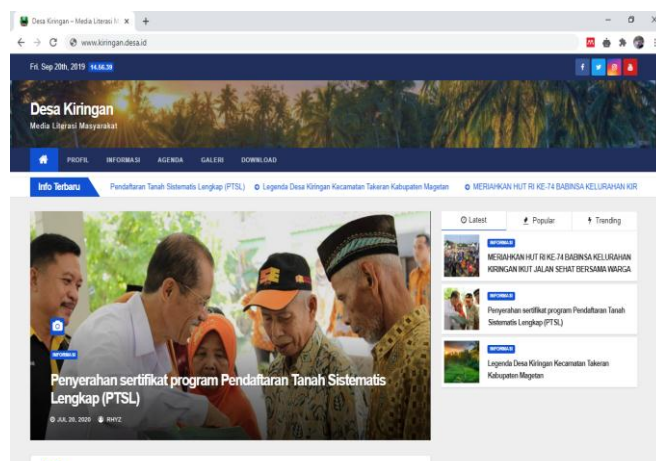 Desa Kiringan – Media Literasi M
www.kiringan.desa.id
Fri. Sep 20th, 2019 14.56.39
Desa Kiringan
Media Literasi Masyarakat
PROFIL INFORMASI AGENDA GALERI DOWNLOAD
Info Terbaru Pendaftaran Tanah Sistematis Lengkap (PTSL) Legenda Desa Kiringan Kecamatan Takeran Kabupaten Magetan MERIAHKAN HUT RI KE-74 BABINSA KELURAHAN KIR
Latest Popular Trending
INFORMASI
MERIAHKAN HUT RI KE-74 BABINSA KELURAHAN
KIRINGAN IKUT JALAN SEHAT BERSAMA WARGA
INFORMASI
Penyerahan sertifikat program Pendaftaran Tanah
Sistematis Lengkap (PTSL)
INFORMASI
Legenda Desa Kiringan Kecamatan Takeran
Kabupaten Magetan
INFORMASI
Penyerahan sertifikat program Pendaftaran Tanah Sistematis
Lengkap (PTSL)
JUL 20, 2020 RHYZ